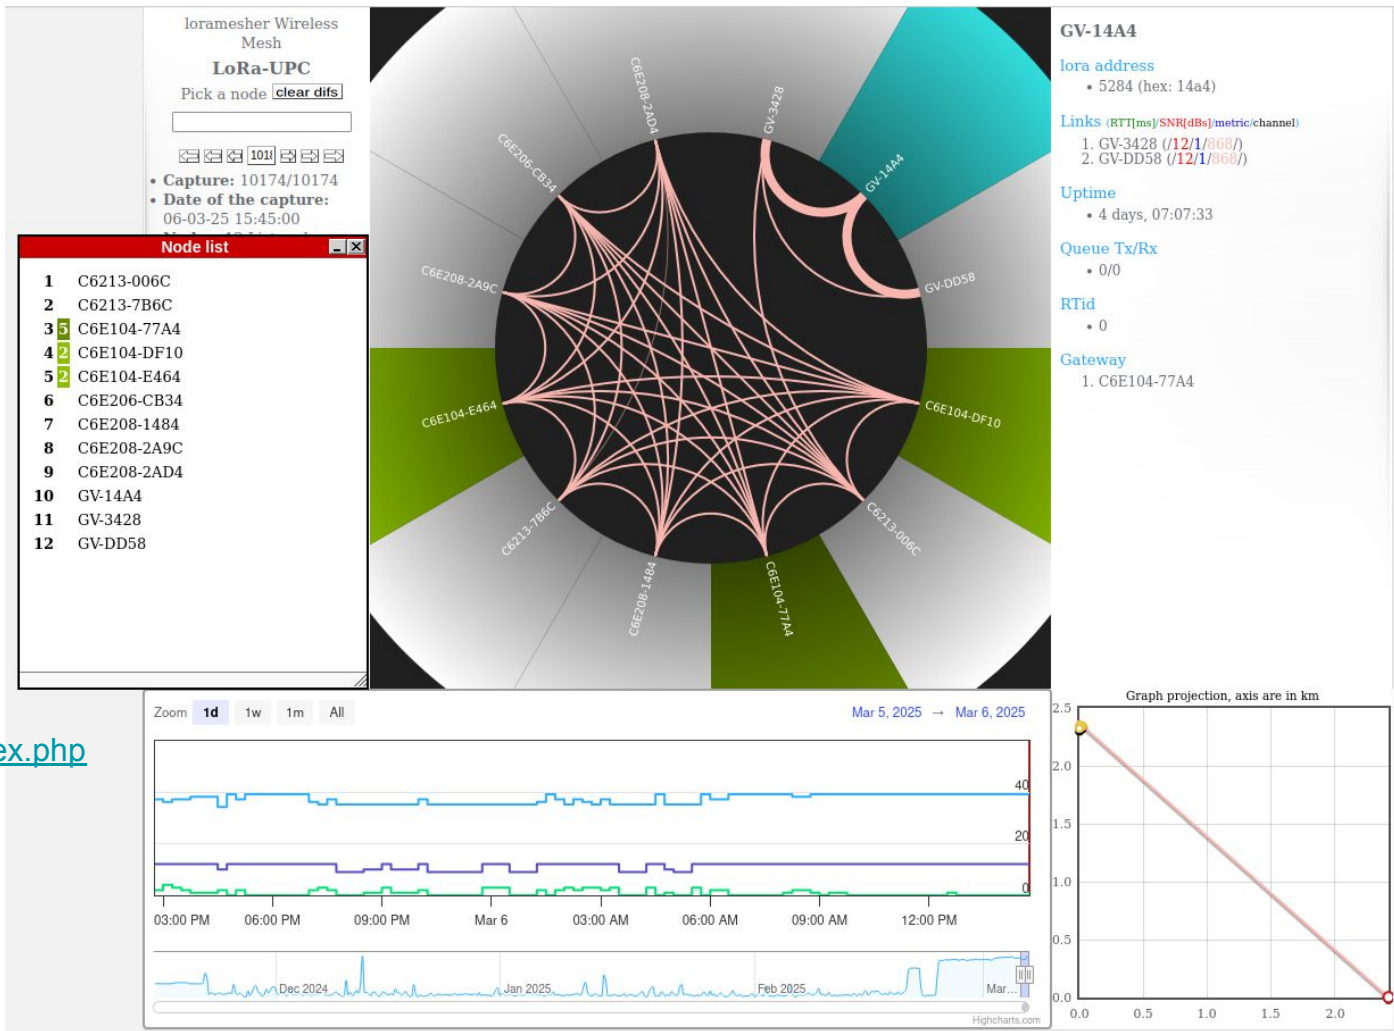 loramesher Wireless
Mesh
LoRa-UPC
Pick a node clear difs
• Capture: 10174/10174
• Date of the capture:
06-03-25 15:45:00
Node list
1 C6213-006C
2 C6213-7B6C
3 5 C6E104-77A4
4 2 C6E104-DF10
5 2 C6E104-E464
6 C6E206-CB34
7 C6E208-1484
8 C6E208-2A9C
9 C6E208-2AD4
10 GV-14A4
11 GV-3428
12 GV-DD58
C6E208-2AD4
GV-3428
C6E206-CB34
GV-14A4
C6E208-2A9C
GV-DD58
C6E104-E464
C6E104-DF10
C6213-7B6C
C6213-006C
C6E208-1484
C6E104-77A4
GV-14A4
lora address
• 5284 (hex: 14a4)
Links (RTT[ms]/SNR[dBs]/metric/channel)
1. GV-3428 (/12/1/868/)
2. GV-DD58 (/12/1/868/)
Uptime
• 4 days, 07:07:33
Queue Tx/Rx
• 0/0
RTid
• 0
Gateway
1. C6E104-77A4
ex.php
Zoom 1d 1w 1m All
Mar 5, 2025 → Mar 6, 2025
40
20
0
03:00 PM 06:00 PM 09:00 PM Mar 6 03:00 AM 06:00 AM 09:00 AM 12:00 PM
Dec 2024 Jan 2025 Feb 2025 Mar...
Highcharts.com
Graph projection, axis are in km
2.5
2.0
1.5
1.0
0.5
0.0
0.0 0.5 1.0 1.5 2.0